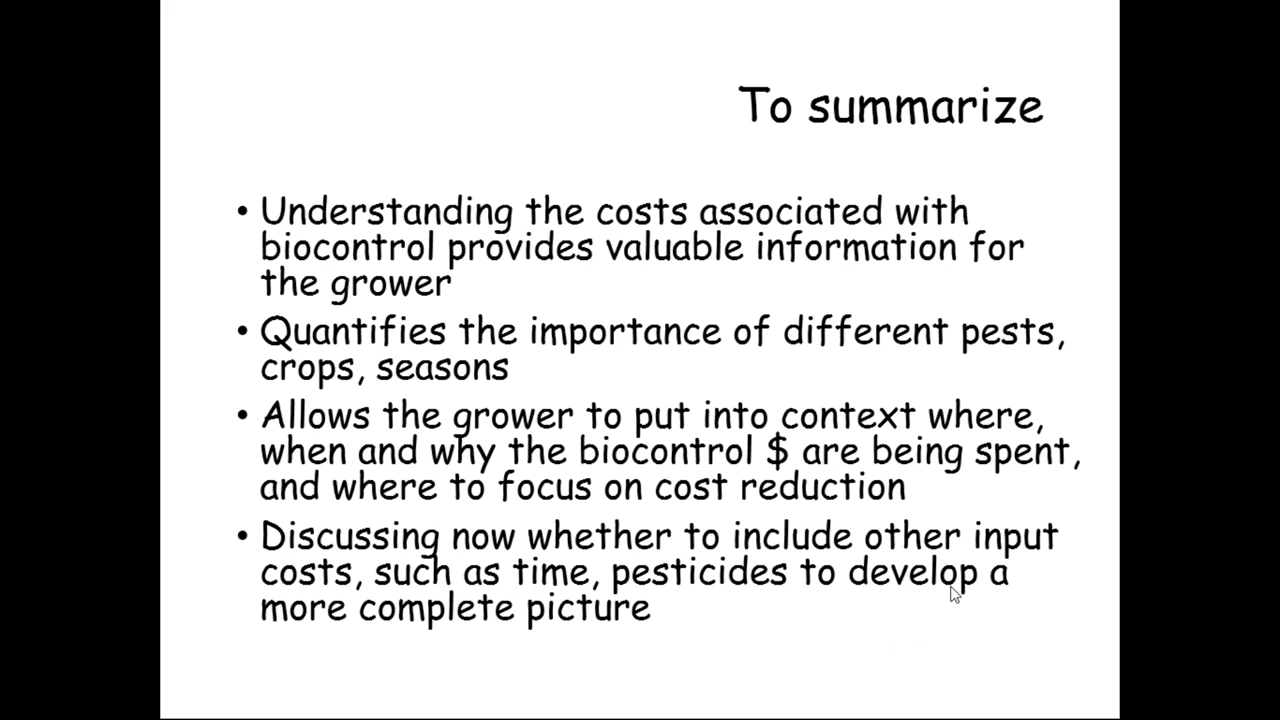 To summarize
• Understanding the costs associated with
biocontrol provides valuable information for
the grower
• Quantifies the importance of different pests,
crops, seasons
• Allows the grower to put into context where,
when and why the biocontrol $ are being spent,
and where to focus on cost reduction
• Discussing now whether to include other input
costs, such as time, pesticides to develop a
more complete picture